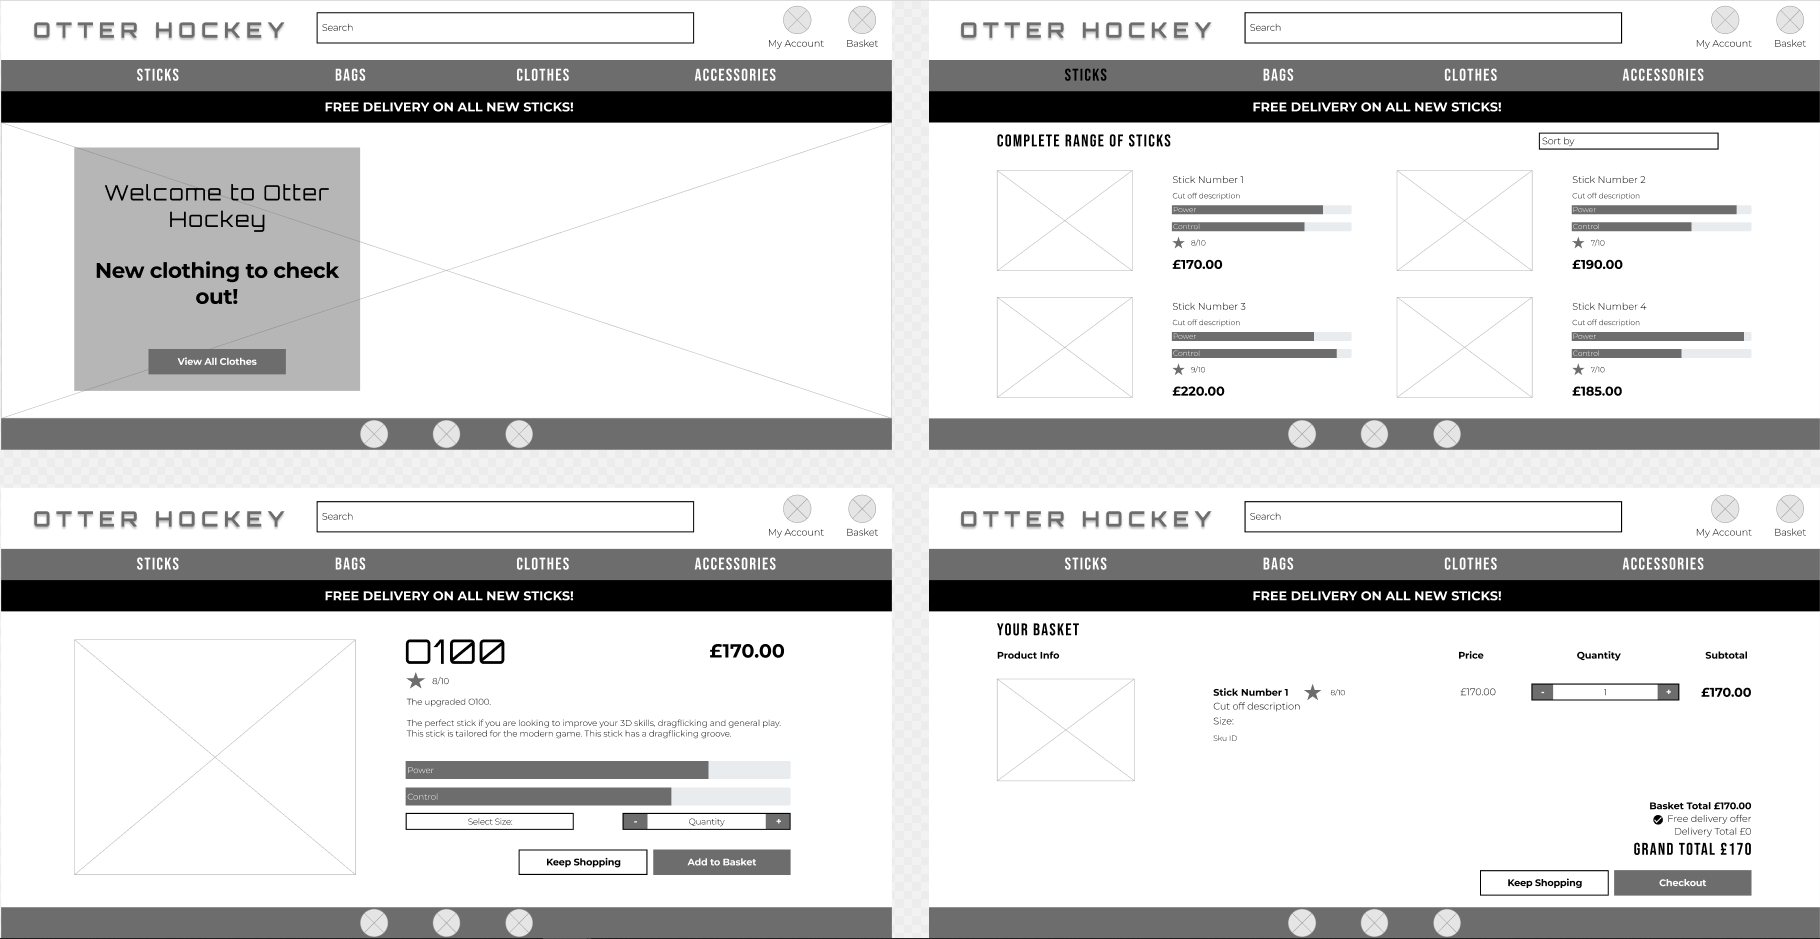 OTTER HOCKEY
Search
My Account
Basket
STICKS BAGS CLOTHES ACCESSORIES
FREE DELIVERY ON ALL NEW STICKS!
Welcome to Otter
Hockey
New clothing to check
out!
View All Clothes
OTTER HOCKEY
Search
My Account
Basket
STICKS BAGS CLOTHES ACCESSORIES
FREE DELIVERY ON ALL NEW STICKS!
COMPLETE RANGE OF STICKS
Sort by
Stick Number 1
Cut off description
Power
Control
8/10
£170.00
Stick Number 2
Cut off description
Power
Control
7/10
£190.00
Stick Number 3
Cut off description
Power
Control
9/10
£220.00
Stick Number 4
Cut off description
Power
Control
7/10
£185.00
OTTER HOCKEY
Search
My Account
Basket
STICKS BAGS CLOTHES ACCESSORIES
FREE DELIVERY ON ALL NEW STICKS!
O100 £170.00
8/10
The upgraded O100.
The perfect stick if you are looking to improve your 3D skills, dragflicking and general play.
This stick is tailored for the modern game. This stick has a dragflicking groove.
Power
Control
Select Size:
- Quantity +
Keep Shopping
Add to Basket
OTTER HOCKEY
Search
My Account
Basket
STICKS BAGS CLOTHES ACCESSORIES
FREE DELIVERY ON ALL NEW STICKS!
YOUR BASKET
Product Info Price Quantity Subtotal
Stick Number 1 8/10 £170.00 - 1 + £170.00
Cut off description
Size:
Sku ID
Basket Total £170.00
Free delivery offer
Delivery Total £0
GRAND TOTAL £170
Keep Shopping
Checkout